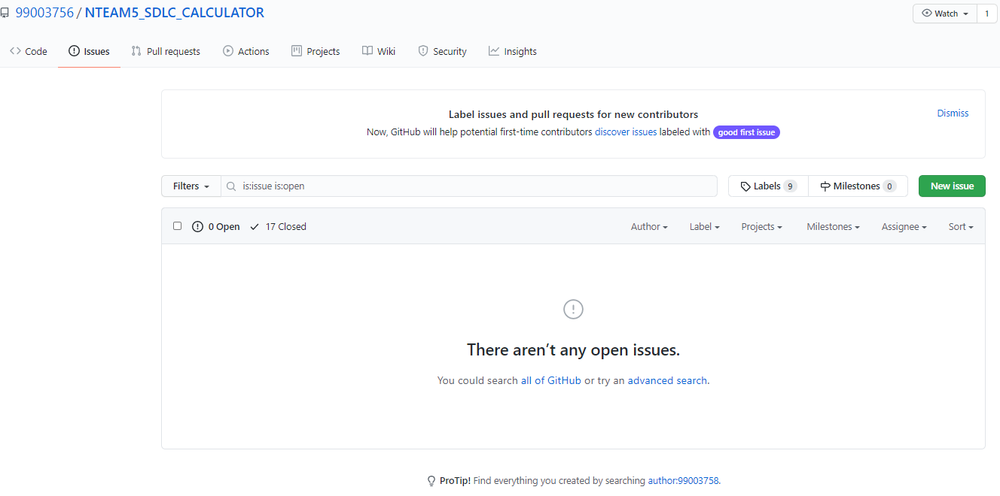 99003756 / NTEAM5_SDLC_CALCULATOR Watch 1
Code Issues Pull requests Actions Projects Wiki Security Insights
Label issues and pull requests for new contributors Dismiss
Now, GitHub will help potential first-time contributors discover issues labeled with good first issue
Filters is:issue is:open Labels 9 Milestones 0 New issue
0 Open 17 Closed Author Label Projects Milestones Assignee Sort
There aren’t any open issues.
You could search all of GitHub or try an advanced search.
ProTip! Find everything you created by searching author:99003758.